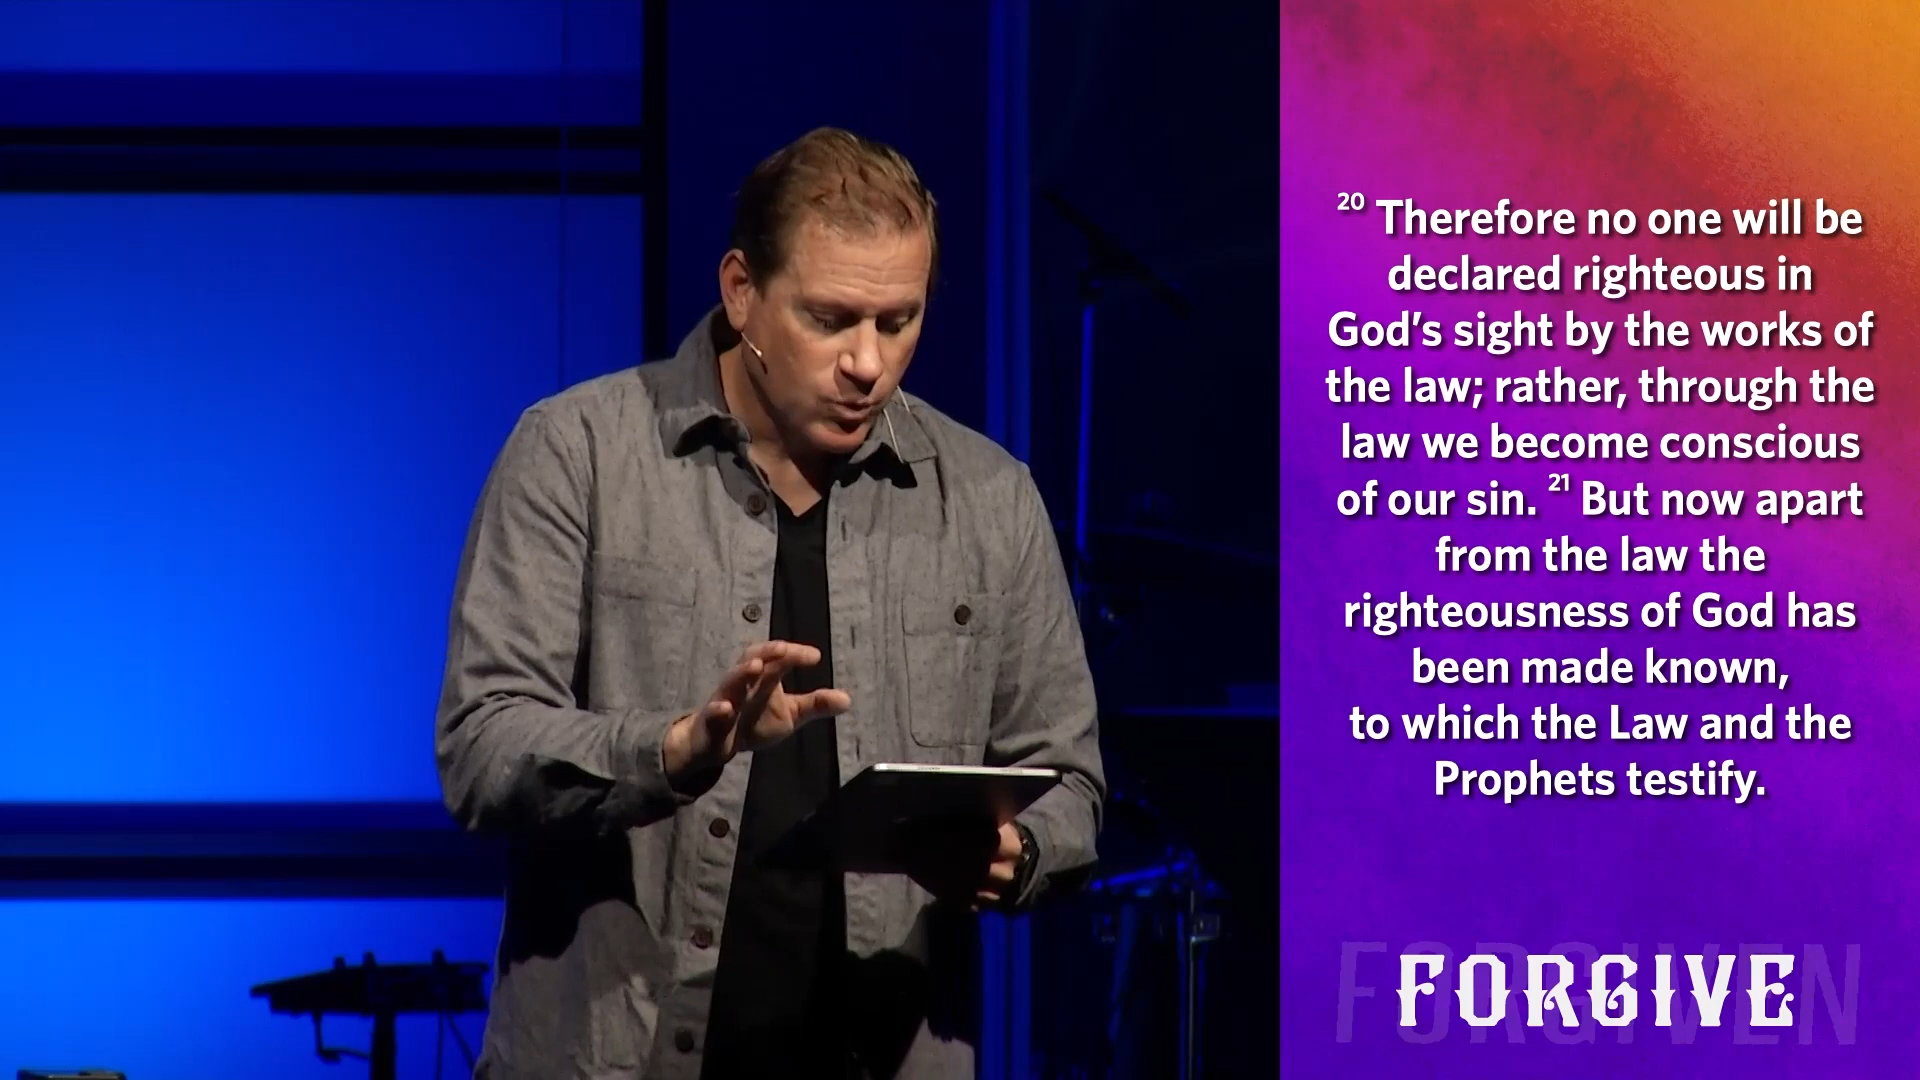 20 Therefore no one will be
declared righteous in
God’s sight by the works of
the law; rather, through the
law we become conscious
of our sin. 21 But now apart
from the law the
righteousness of God has
been made known,
to which the Law and the
Prophets testify.
FORGIVEN
FORGIVE